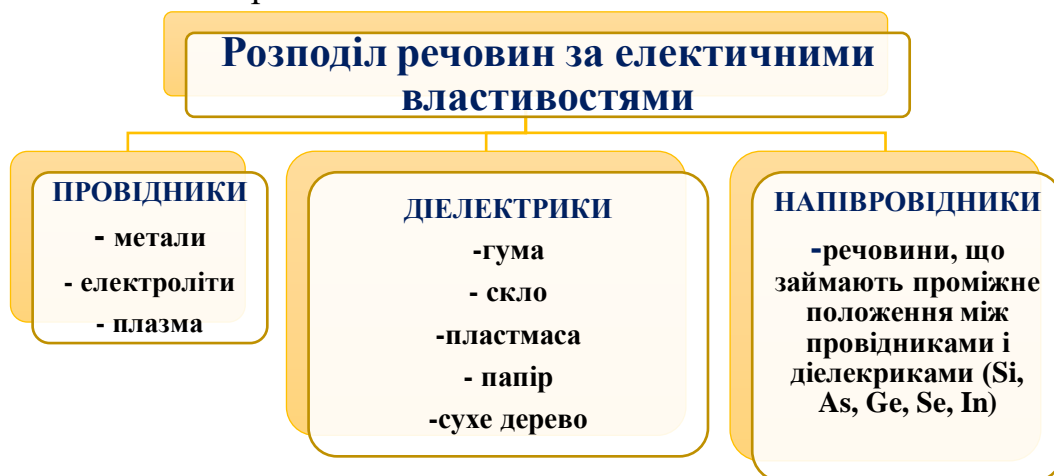 Розподіл речовин за електичними
властивостями
ПРОВІДНИКИ
- метали
- електроліти
- плазма
ДІЕЛЕКТРИКИ
-гума
- скло
-пластмаса
- папір
-сухе дерево
НАПІВРОВІДНИКИ
-речовини, що
займають проміжне
положення між
провідниками і
діелекриками (Si,
As, Ge, Se, In)